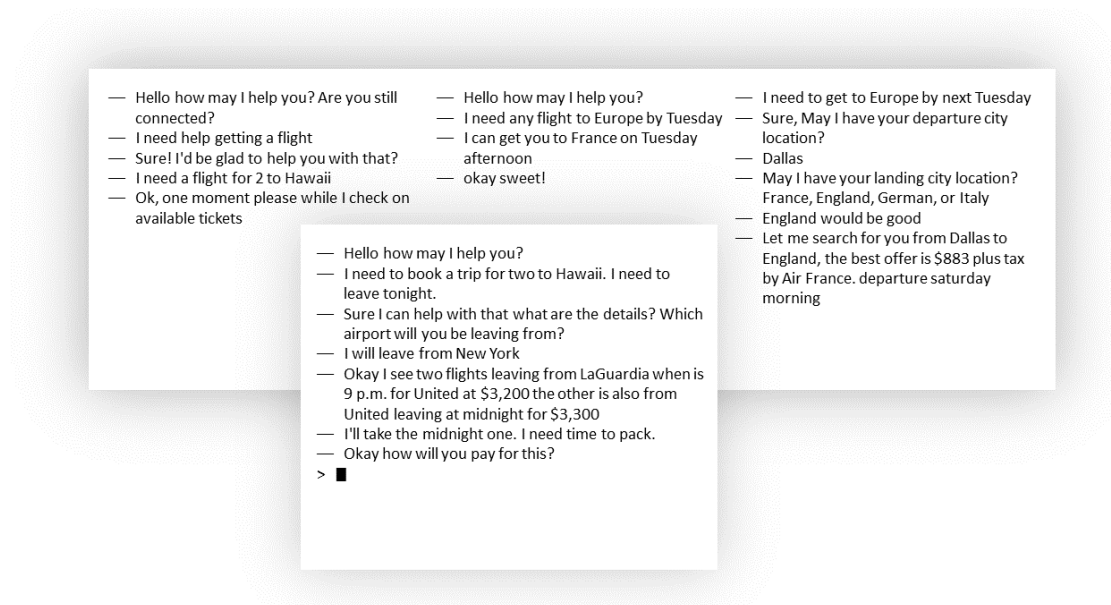 — Hello how may I help you? Are you still
connected?
— I need help getting a flight
— Sure! I'd be glad to help you with that?
— I need a flight for 2 to Hawaii
— Ok, one moment please while I check on
available tickets
— Hello how may I help you?
— I need any flight to Europe by Tuesday
— I can get you to France on Tuesday
afternoon
— okay sweet!
— I need to get to Europe by next Tuesday
— Sure, May I have your departure city
location?
— Dallas
— May I have your landing city location?
France, England, German, or Italy
— England would be good
— Let me search for you from Dallas to
England, the best offer is $883 plus tax
by Air France. departure saturday
morning
— Hello how may I help you?
— I need to book a trip for two to Hawaii. I need to
leave tonight.
— Sure I can help with that what are the details? Which
airport will you be leaving from?
— I will leave from New York
— Okay I see two flights leaving from LaGuardia when is
9 p.m. for United at $3,200 the other is also from
United leaving at midnight for $3,300
— I'll take the midnight one. I need time to pack.
— Okay how will you pay for this?
>